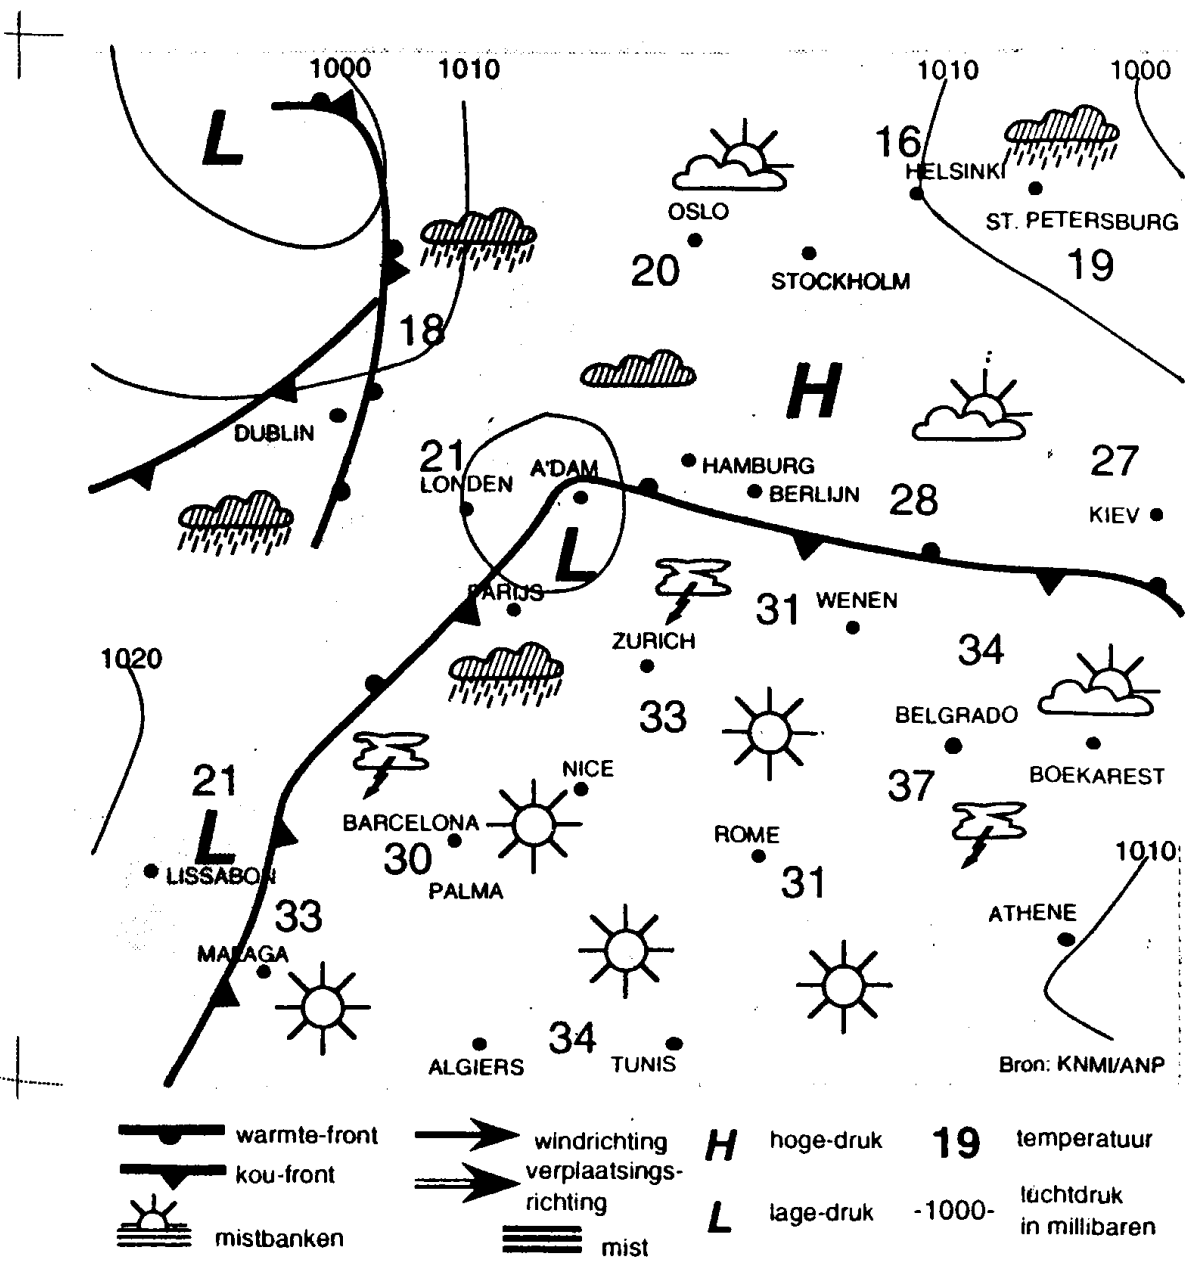 1000 1010 1010 1000
L
16
HELSINKI
OSLO
ST. PETERSBURG
20
STOCKHOLM
19
18
H
DUBLIN
21
LONDEN
A'DAM
HAMBURG
BERLIJN
28
27
KIEV
L
PARIJS
31 WENEN
ZURICH
34
1020
33
BELGRADO
21
NICE
37
BOEKAREST
L
BARCELONA
ROME
30
1010
LISSABON
PALMA
31
33
ATHENE
MALAGA
34
ALGIERS
TUNIS
Bron: KNMI/ANP
warmte-front
kou-front
mistbanken
windrichting
verplaatsings-
richting
mist
H hoge-druk
L lage-druk
19 temperatuur
-1000- luchtdruk
in millibaren